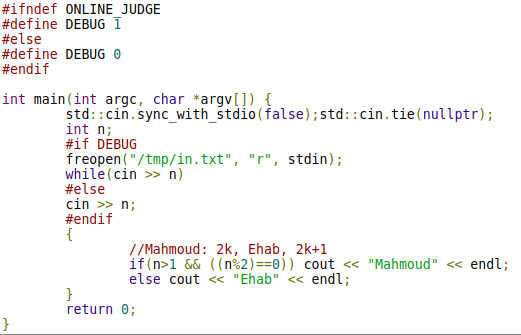 #ifndef ONLINE_JUDGE
#define DEBUG 1
#else
#define DEBUG 0
#endif

int main(int argc, char *argv[]) {
        std::cin.sync_with_stdio(false);std::cin.tie(nullptr);
        int n;
        #if DEBUG
        freopen("/tmp/in.txt", "r", stdin);
        while(cin >> n)
        #else
        cin >> n;
        #endif
        {
                //Mahmoud: 2k, Ehab, 2k+1
                if(n>1 && ((n%2)==0)) cout << "Mahmoud" << endl;
                else cout << "Ehab" << endl;
        }
        return 0;
}